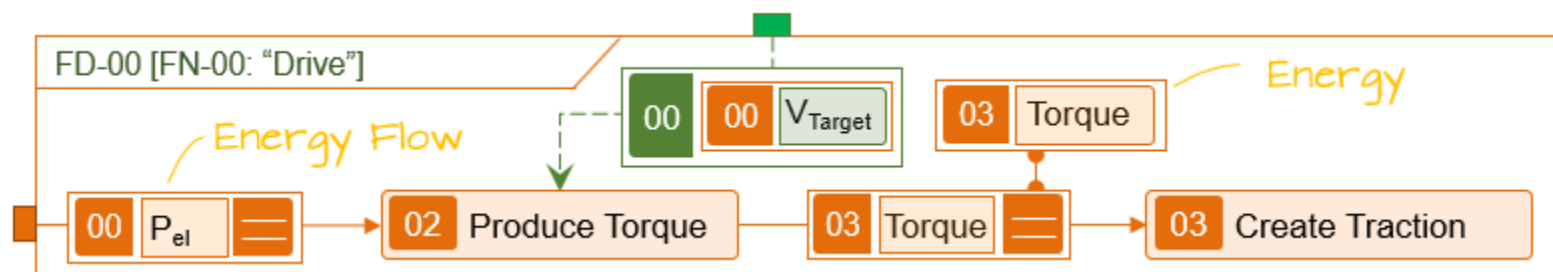 FD-00 [FN-00: “Drive”]
Energy Flow
00 00 VTarget
03 Torque
Energy
00 Pel
02 Produce Torque
03 Torque
03 Create Traction